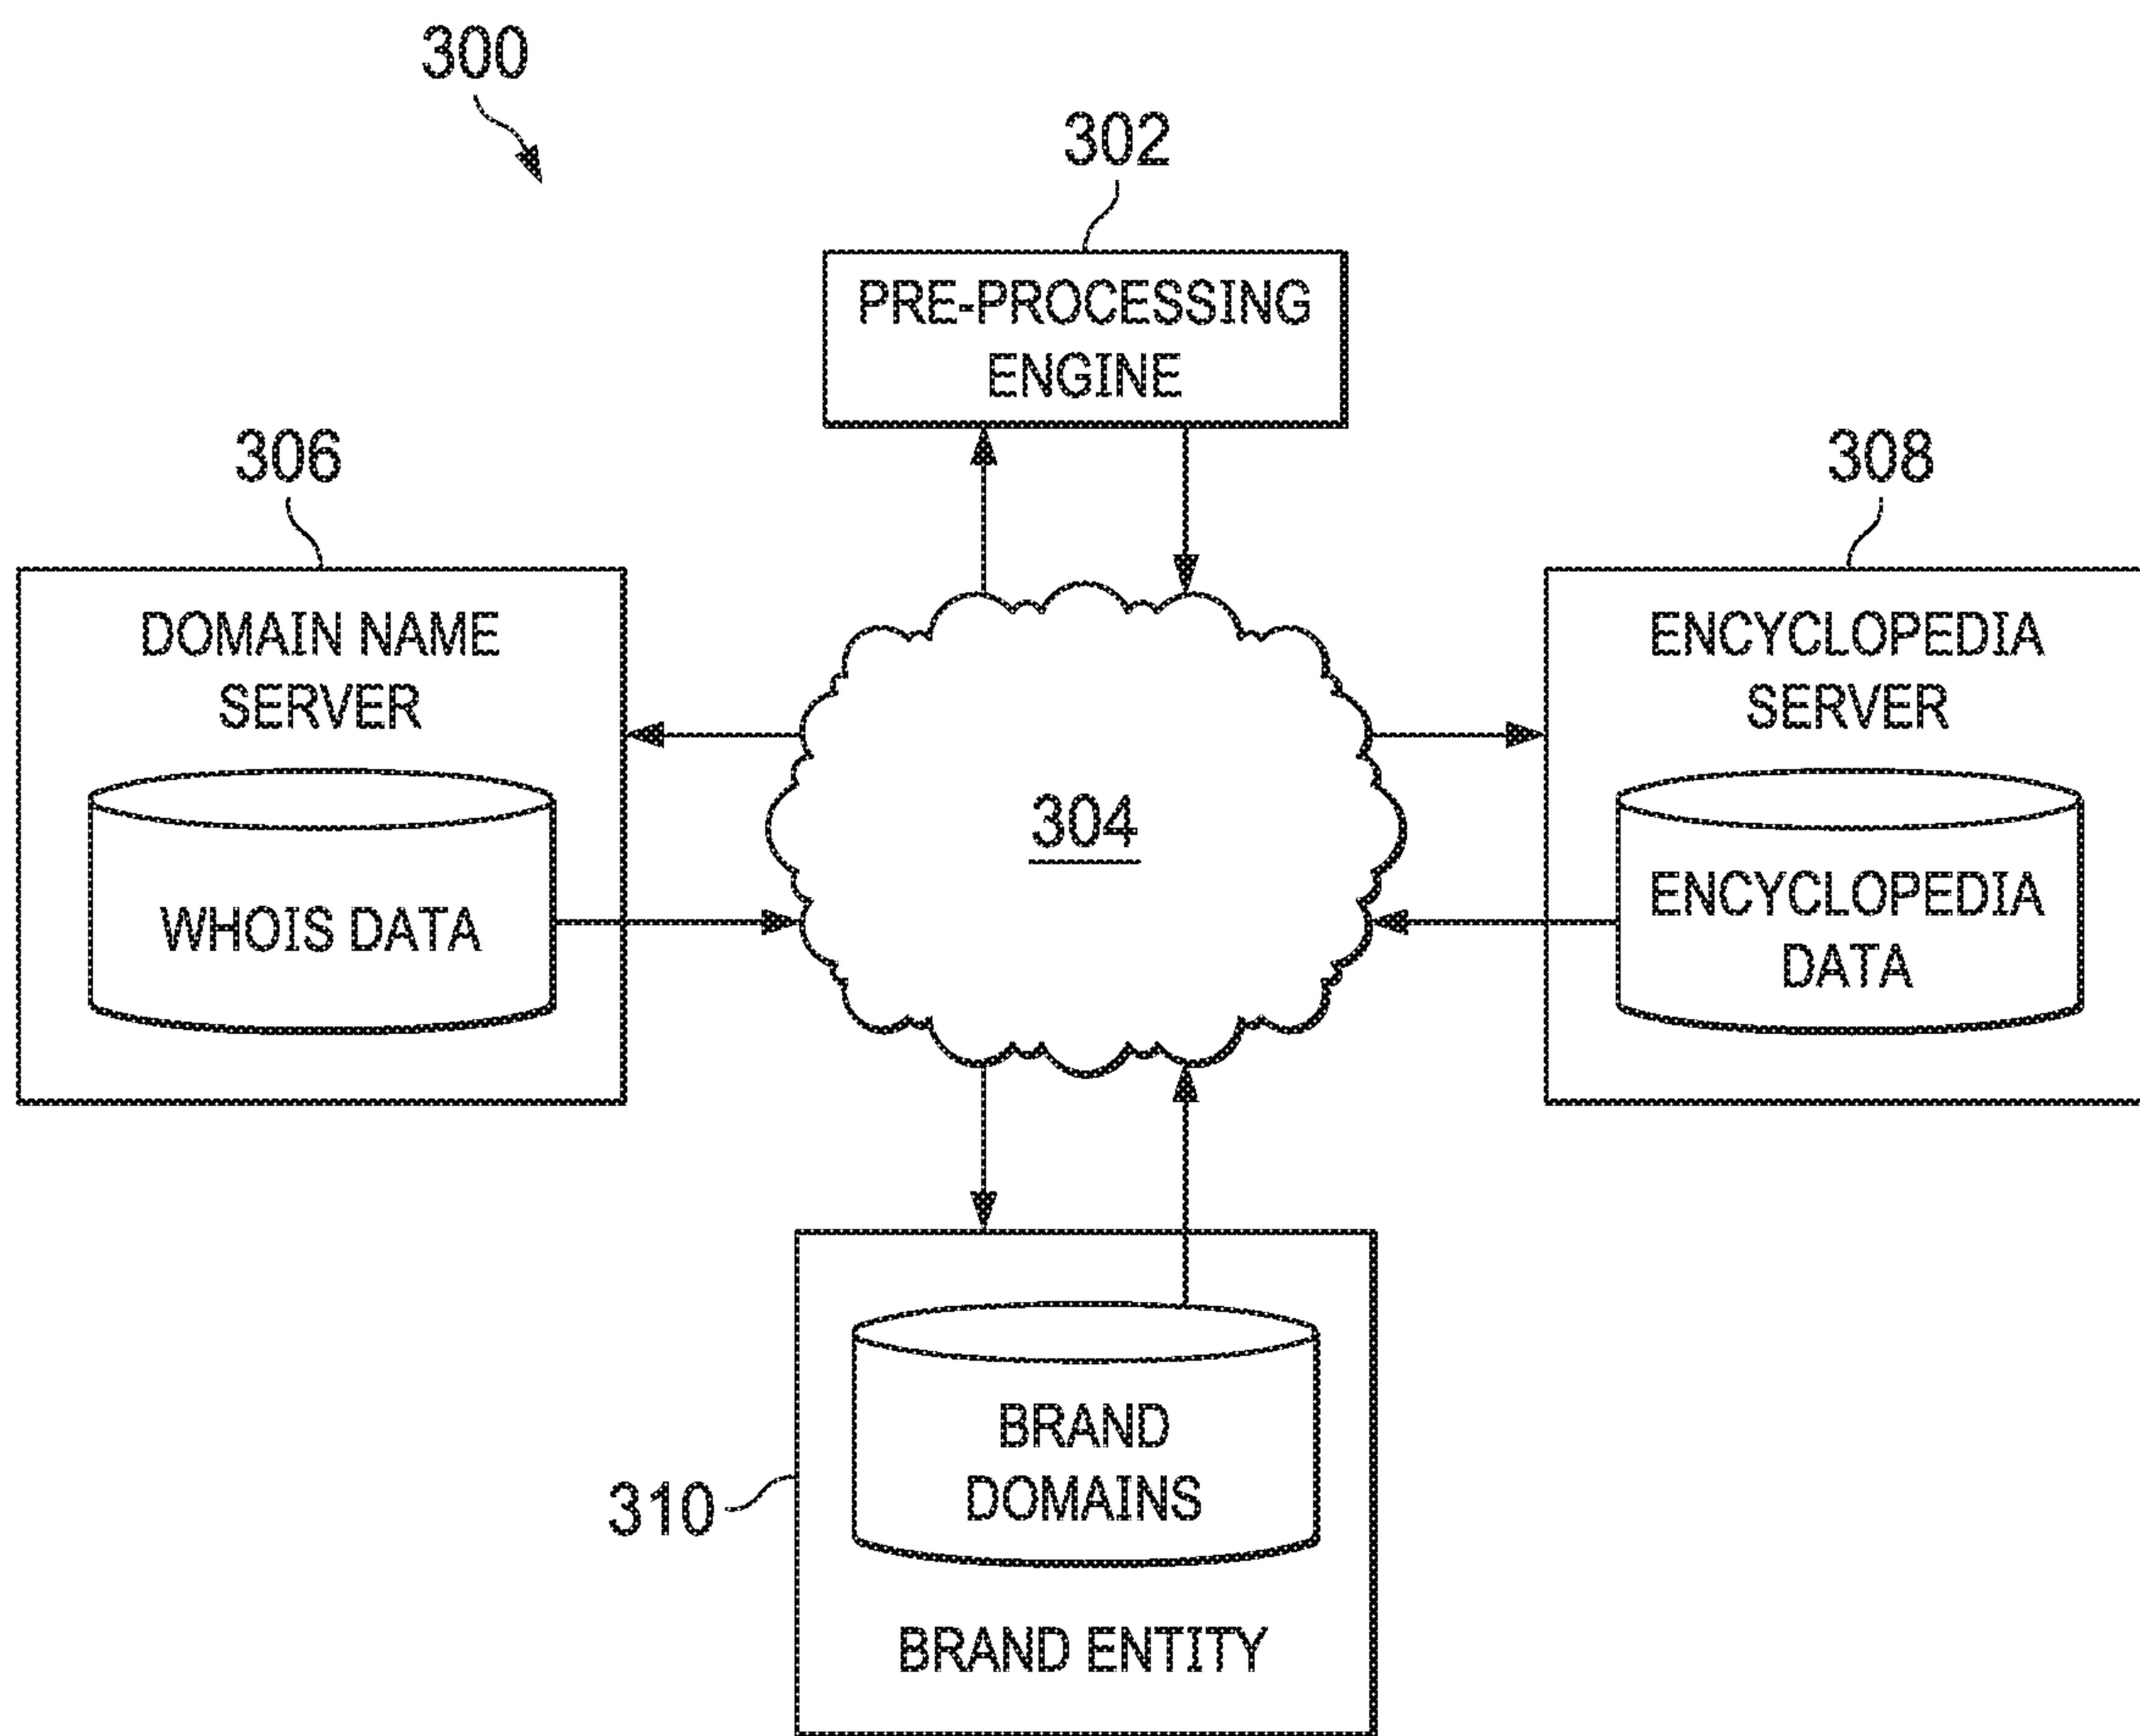 300
302
PRE-PROCESSING
ENGINE
306
308
DOMAIN NAME
SERVER
ENCYCLOPEDIA
SERVER
304
WHOIS DATA
ENCYCLOPEDIA
DATA
BRAND
DOMAINS
310
BRAND ENTITY